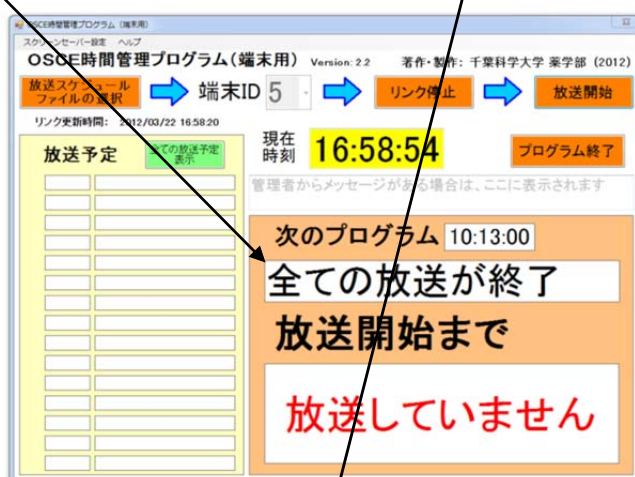 OSCE時間管理プログラム (端末用)
スクリーンセーバー設定 ヘルプ
OSCE時間管理プログラム(端末用) Version: 2.2 著作・製作: 千葉科学大学 薬学部 (2012)
放送スケジュール
ファイルの選択
端末ID 5
リンク停止
放送開始
リンク更新時間: 2012/03/22 16:58:20
放送予定
全ての放送予定
表示
現在
時刻
16:58:54
プログラム終了
管理者からメッセージがある場合は、ここに表示されます
次のプログラム 10:13:00
全ての放送が終了
放送開始まで
放送していません